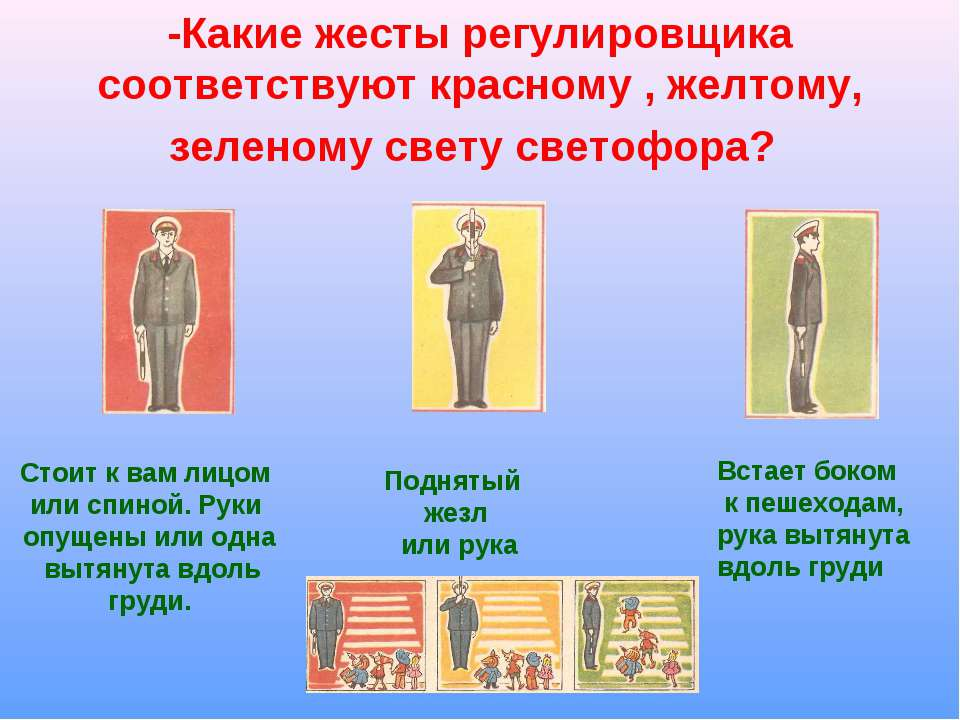 -Какие жесты регулировщика
соответствуют красному , желтому,
зеленому свету светофора?
Стоит к вам лицом
или спиной. Руки
опущены или одна
вытянута вдоль
груди.
Поднятый
жезл
или рука
Встает боком
к пешеходам,
рука вытянута
вдоль груди